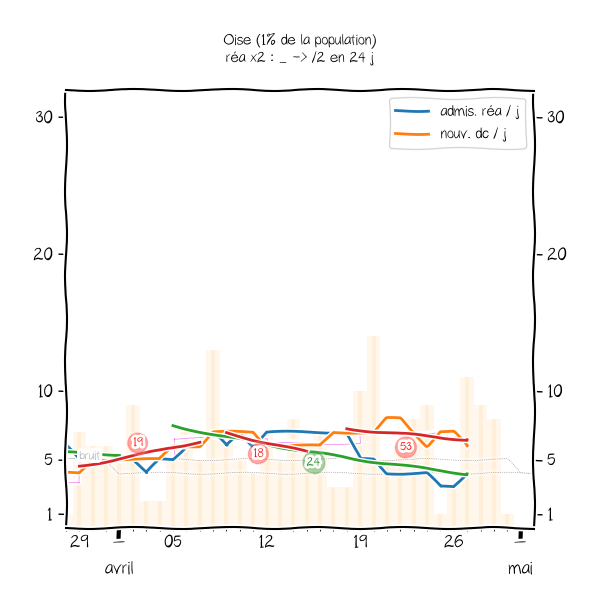 Oise (1% de la population)
réa x2 : _ -> /2 en 24 j
admis. réa / j
nouv. dc / j
30
30
20
20
10
10
5
5
1
1
bruit
19
18
24
53
29
05
12
19
26
avril
mai